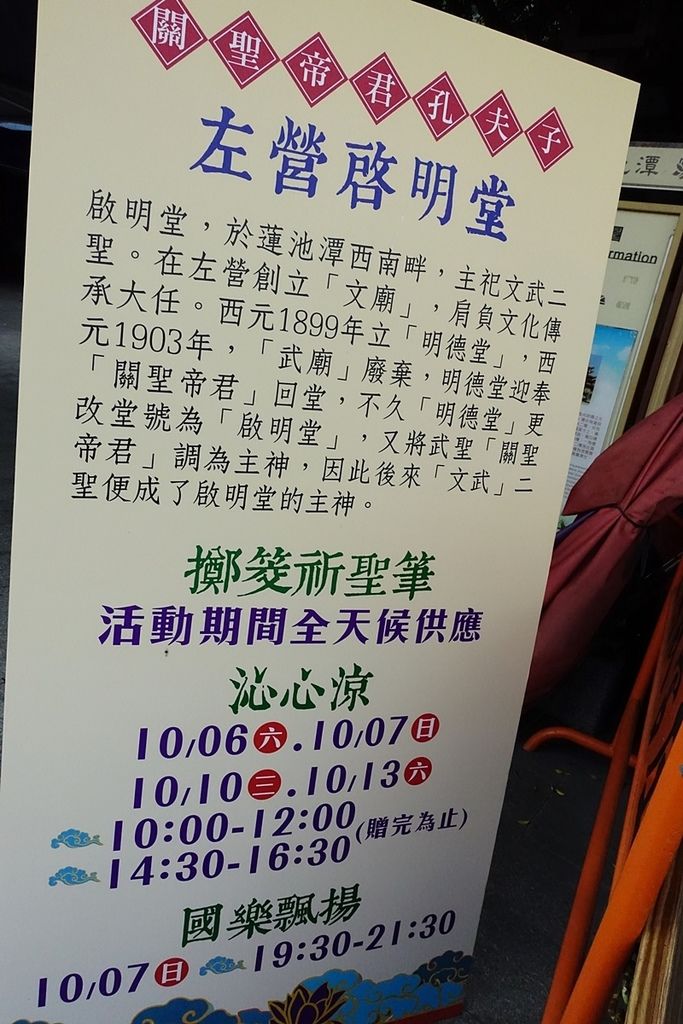 關聖帝君孔夫子
左營啓明堂
啟明堂，於蓮池潭西南畔，主祀文武二
聖。在左營創立「文廟」，肩負文化傳
承大任。西元1899年立「明德堂」，西
元1903年，「武廟」廢棄，明德堂迎奉
「關聖帝君」回堂，不久「明德堂」更
改堂號為「啟明堂」，又將武聖「關聖
帝君」調為主神，因此後來「文武」二
聖便成了啟明堂的主神。
擲筊祈聖筆
活動期間全天候供應
沁心涼
10/06六.10/07日
10/10三.10/13六
10:00-12:00
14:30-16:30
(贈完為止)
國樂飄揚
10/07日 19:30-21:30
潭
rmation